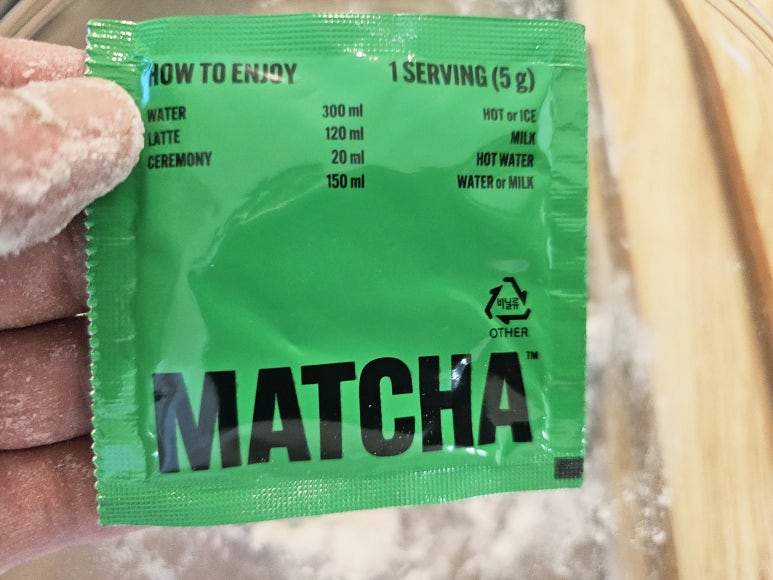 HOW TO ENJOY 1 SERVING (5 g)
WATER 300 ml HOT or ICE
LATTE 120 ml MILK
CEREMONY 20 ml HOT WATER
150 ml WATER or MILK
비닐류
OTHER
MATCHA™